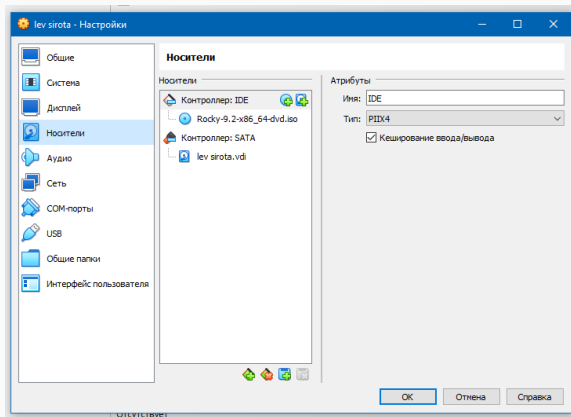 lev sirota - Настройки
Общие
Система
Дисплей
Носители
Аудио
Сеть
COM-порты
USB
Общие папки
Интерфейс пользователя
Носители
Носители
Контроллер: IDE
Rocky-9.2-x86_64-dvd.iso
Контроллер: SATA
lev sirota.vdi
Атрибуты
Имя: IDE
Тип: PIIX4
Кеширование ввода/вывода
OK Отмена Справка
Отсутствует